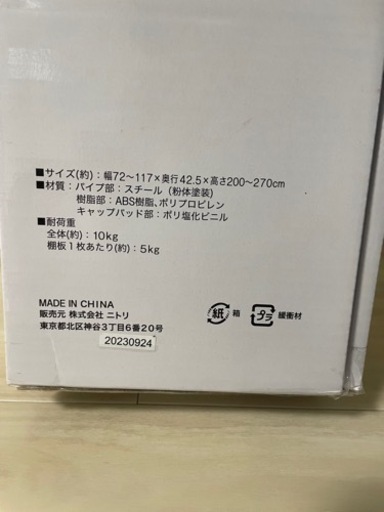 ■サイズ(約):幅72〜117×奥行42.5×高さ200〜270cm
■材質:パイプ部:スチール(粉体塗装)
樹脂部:ABS樹脂、ポリプロピレン
キャップパッド部:ポリ塩化ビニル
■耐荷重
全体(約):10kg
棚板1枚あたり(約):5kg
MADE IN CHINA
販売元 株式会社 ニトリ
東京都北区神谷3丁目6番20号
20230924
紙 箱 プラ 緩衝材